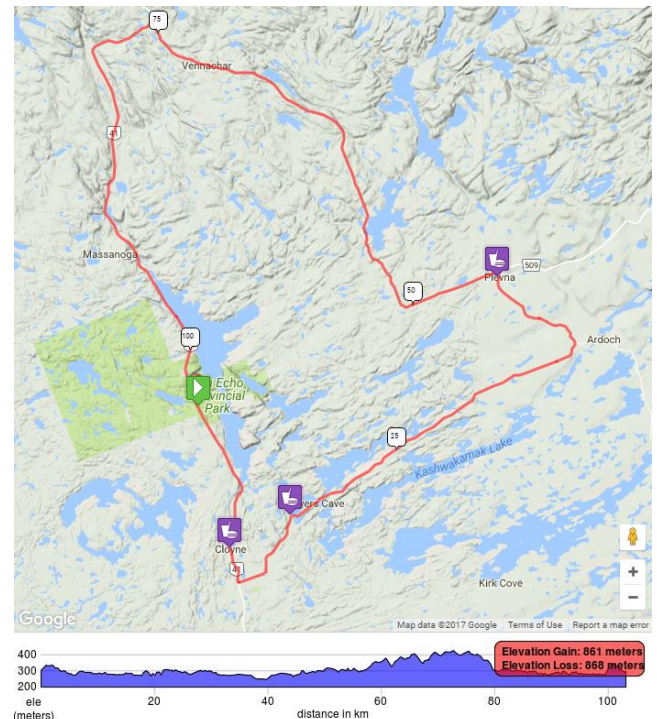 75
Vennachar
41
Massanoga
50
Plevna
509
Ardoch
100
Echo
Park
25
Kashwakamak Lake
Cave
Cloyne
41
Kirk Cove
+
−
Google
Map data ©2017 Google Terms of Use Report a map error
400
300
200
Elevation Gain: 861 meters
Elevation Loss: 868 meters
20
40
60
80
100
ele
(meters)
distance in km